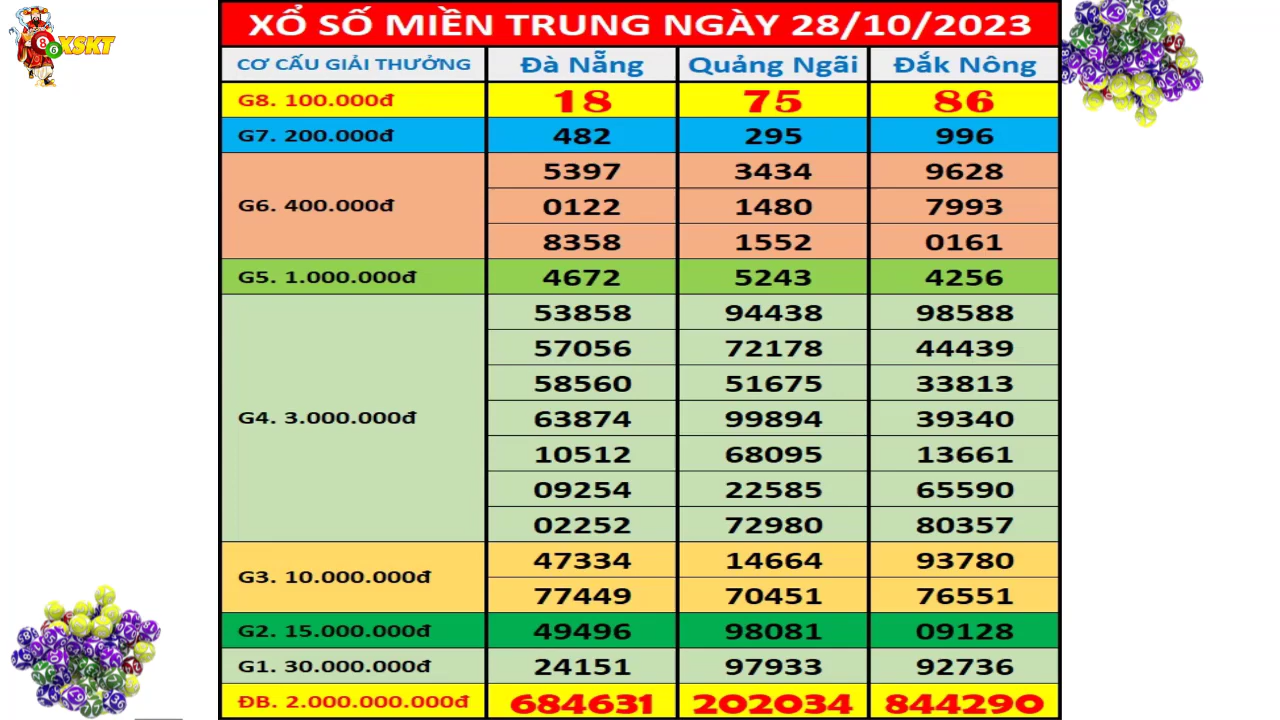 XSKT
XỔ SỐ MIỀN TRUNG NGÀY 28/10/2023
CƠ CẤU GIẢI THƯỞNG Đà Nẵng Quảng Ngãi Đắk Nông
G8. 100.000đ 18 75 86
G7. 200.000đ 482 295 996
5397 3434 9628
G6. 400.000đ 0122 1480 7993
8358 1552 0161
G5. 1.000.000đ 4672 5243 4256
53858 94438 98588
57056 72178 44439
58560 51675 33813
G4. 3.000.000đ 63874 99894 39340
10512 68095 13661
09254 22585 65590
02252 72980 80357
G3. 10.000.000đ 47334 14664 93780
77449 70451 76551
G2. 15.000.000đ 49496 98081 09128
G1. 30.000.000đ 24151 97933 92736
ĐB. 2.000.000.000đ 684631 202034 844290